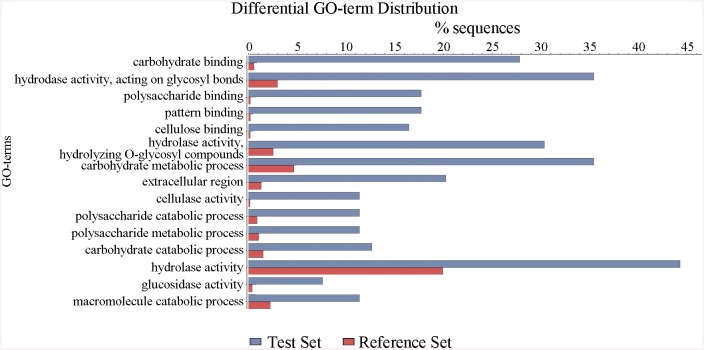 Differential GO-term Distribution
% sequences
0 5 10 15 20 25 30 35 40 45
GO-terms
carbohydrate binding
hydrodase activity, acting on glycosyl bonds
polysaccharide binding
pattern binding
cellulose binding
hydrolase activity,
hydrolyzing O-glycosyl compounds
carbohydrate metabolic process
extracellular region
cellulase activity
polysaccharide catabolic process
polysaccharide metabolic process
carbohydrate catabolic process
hydrolase activity
glucosidase activity
macromolecule catabolic process
Test Set Reference Set